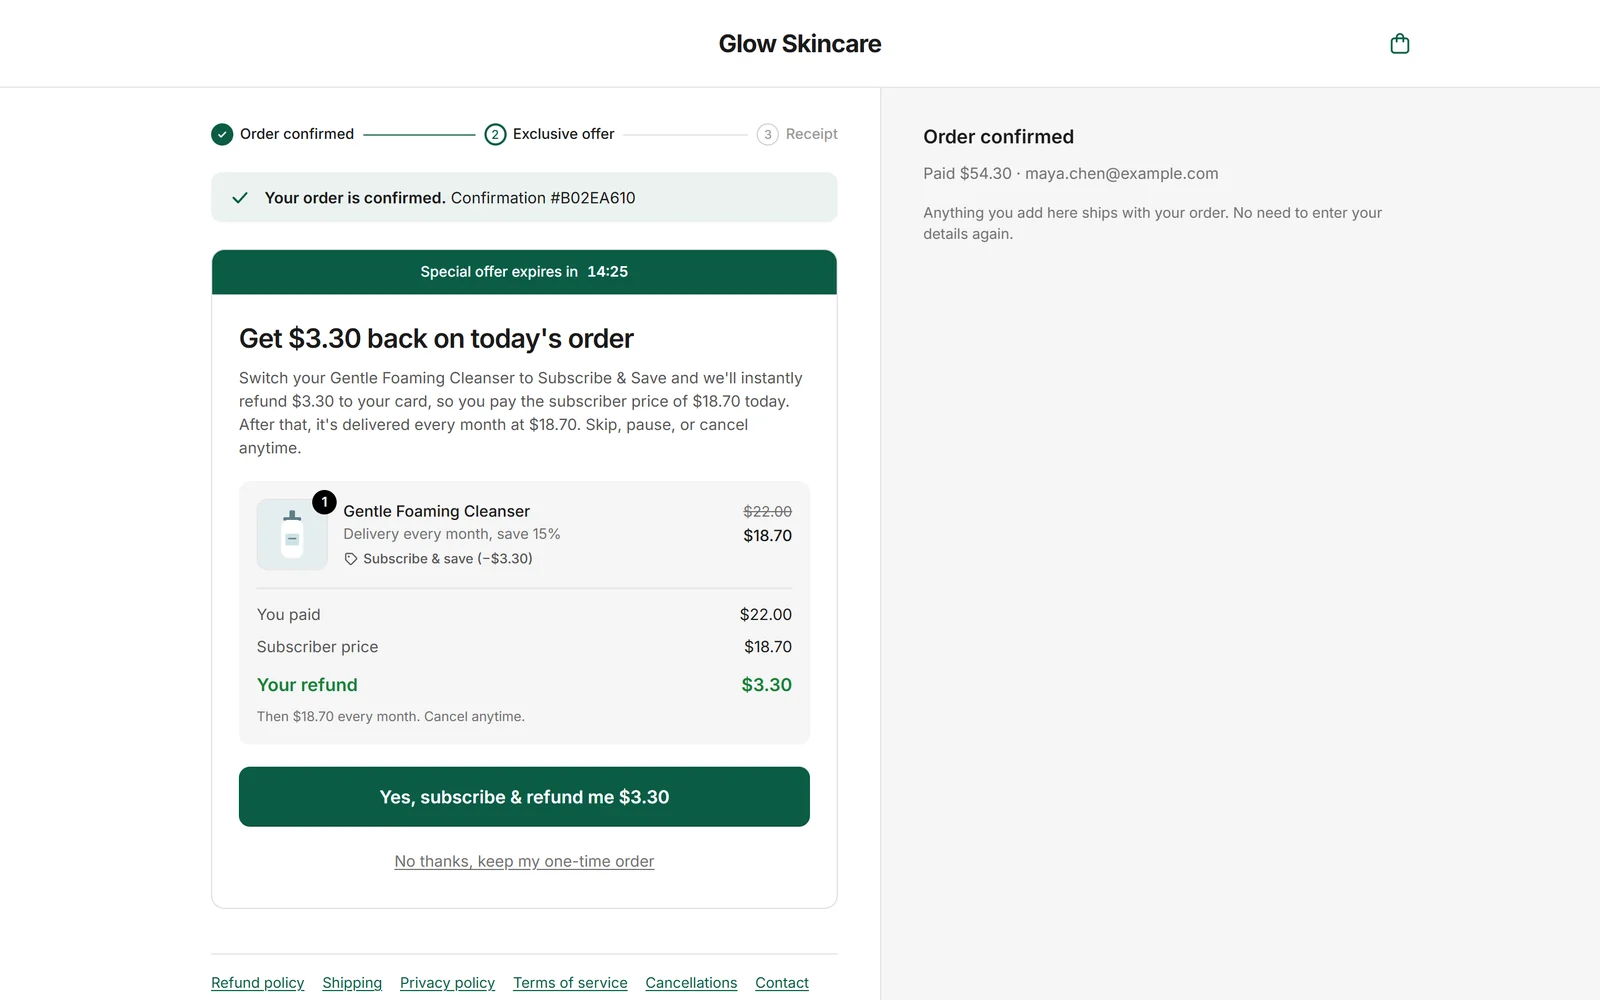 Glow Skincare
Order confirmed
2 Exclusive offer
3 Receipt
Your order is confirmed. Confirmation #B02EA610
Special offer expires in 14:25
Get $3.30 back on today's order
Switch your Gentle Foaming Cleanser to Subscribe & Save and we'll instantly
refund $3.30 to your card, so you pay the subscriber price of $18.70 today.
After that, it's delivered every month at $18.70. Skip, pause, or cancel
anytime.
1
Gentle Foaming Cleanser $22.00
Delivery every month, save 15% $18.70
Subscribe & save (−$3.30)
You paid $22.00
Subscriber price $18.70
Your refund $3.30
Then $18.70 every month. Cancel anytime.
Yes, subscribe & refund me $3.30
No thanks, keep my one-time order
Refund policy Shipping Privacy policy Terms of service Cancellations Contact
Order confirmed
Paid $54.30 · maya.chen@example.com
Anything you add here ships with your order. No need to enter your
details again.